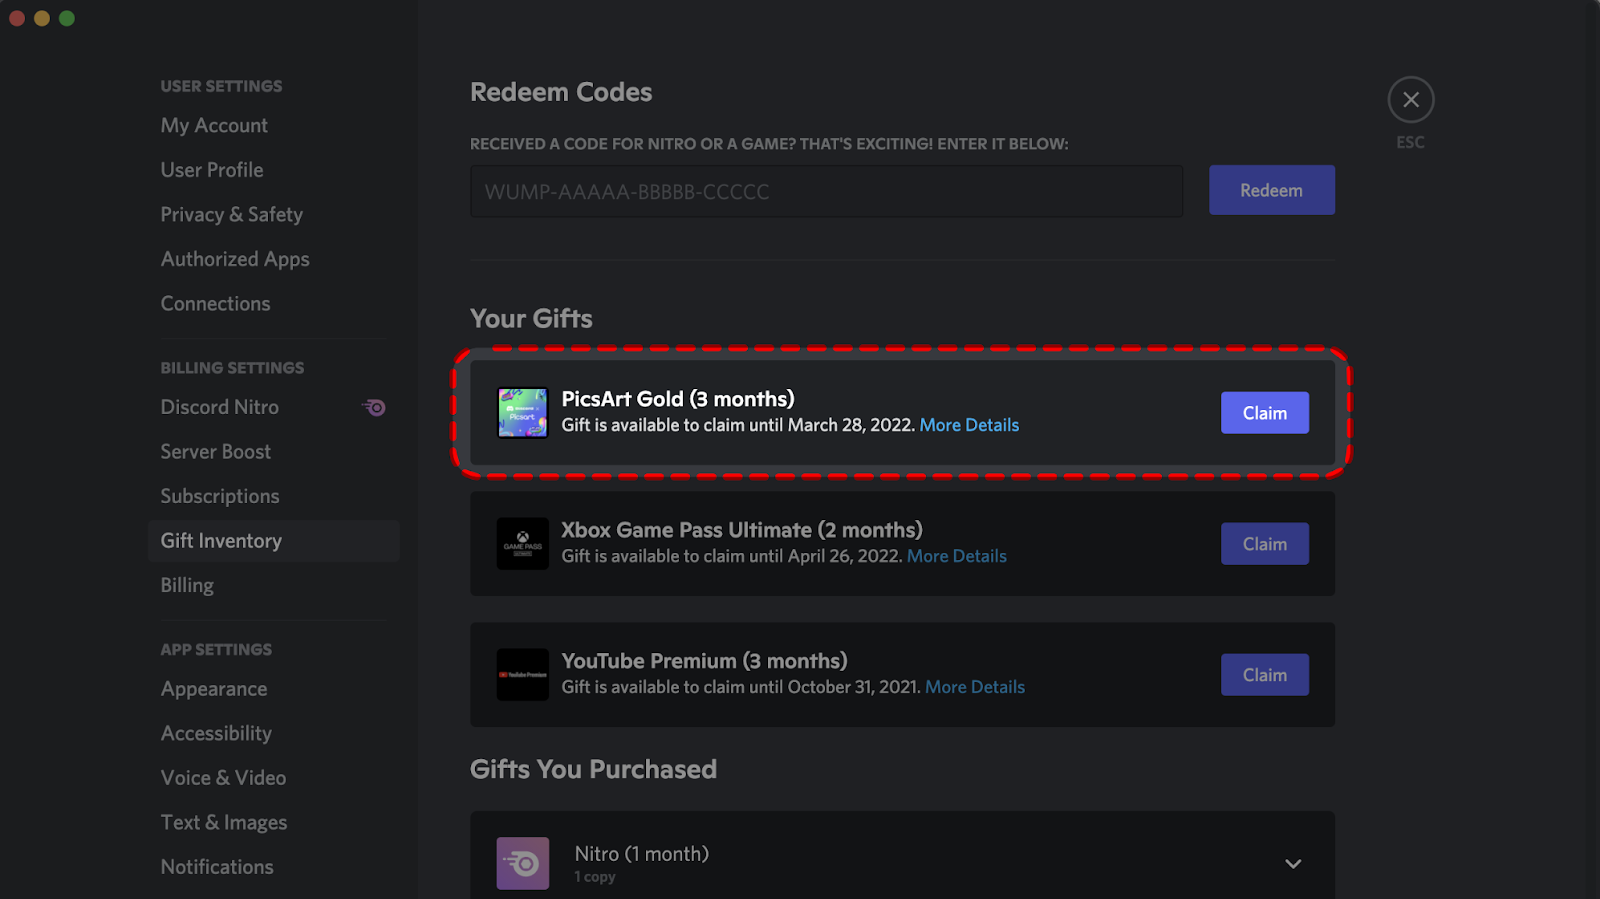 USER SETTINGS
My Account
User Profile
Privacy & Safety
Authorized Apps
Connections
BILLING SETTINGS
Discord Nitro
Server Boost
Subscriptions
Gift Inventory
Billing
APP SETTINGS
Appearance
Accessibility
Voice & Video
Text & Images
Notifications
Redeem Codes
RECEIVED A CODE FOR NITRO OR A GAME? THAT'S EXCITING! ENTER IT BELOW:
WUMP-AAAAA-BBBBB-CCCCC
Redeem
ESC
Your Gifts
Picsart
PicsArt Gold (3 months)
Gift is available to claim until March 28, 2022. More Details
Claim
GAME PASS
Xbox Game Pass Ultimate (2 months)
Gift is available to claim until April 26, 2022. More Details
Claim
YouTube Premium
YouTube Premium (3 months)
Gift is available to claim until October 31, 2021. More Details
Claim
Gifts You Purchased
Nitro (1 month)
1 copy